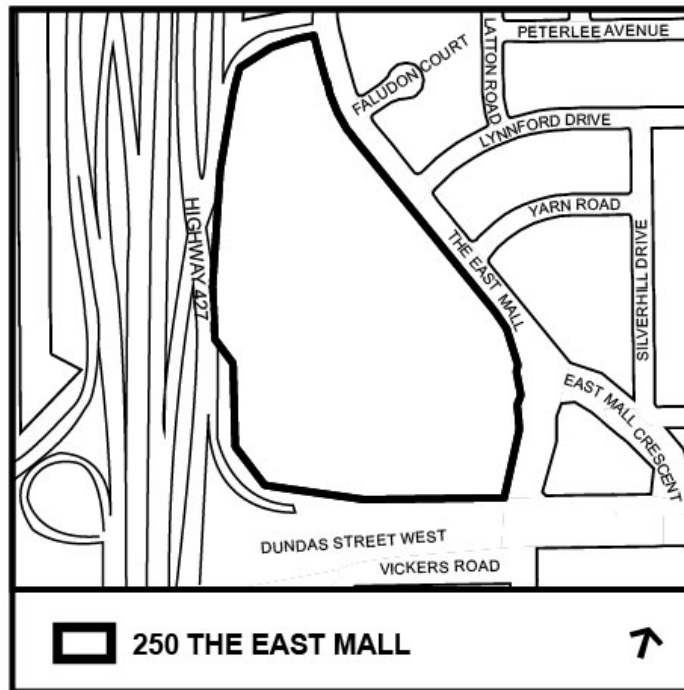 PETERLEE AVENUE
LATTON ROAD
FALUDON COURT
LYNNFORD DRIVE
YARN ROAD
HIGHWAY 427
THE EAST MALL
SILVERHILL DRIVE
EAST MALL CRESCENT
DUNDAS STREET WEST
VICKERS ROAD
250 THE EAST MALL